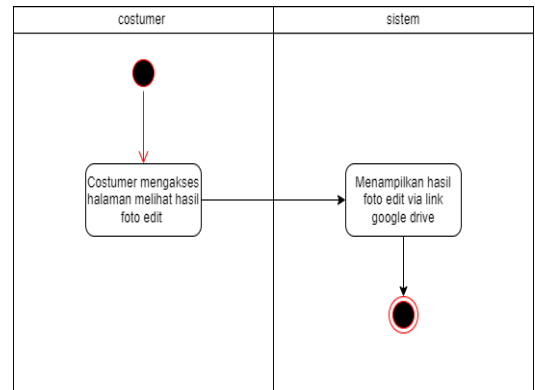 costumer
sistem
Costumer mengakses
halaman melihat hasil
foto edit
Menampilkan hasil
foto edit via link
google drive